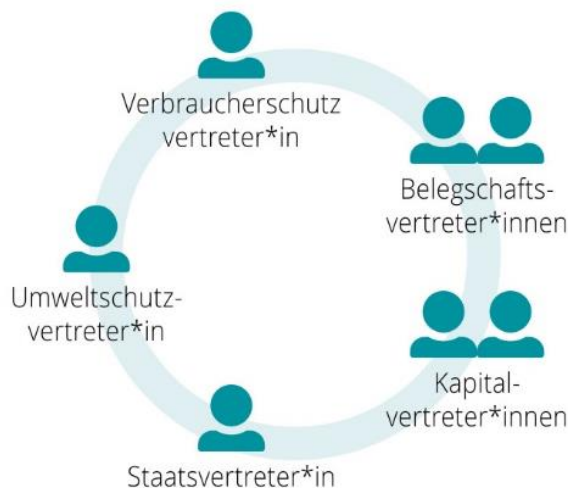 Verbraucherschutz
vertreter*in
Belegschafts-
vertreter*innen
Umweltschutz-
vertreter*in
Kapital-
vertreter*innen
Staatsvertreter*in